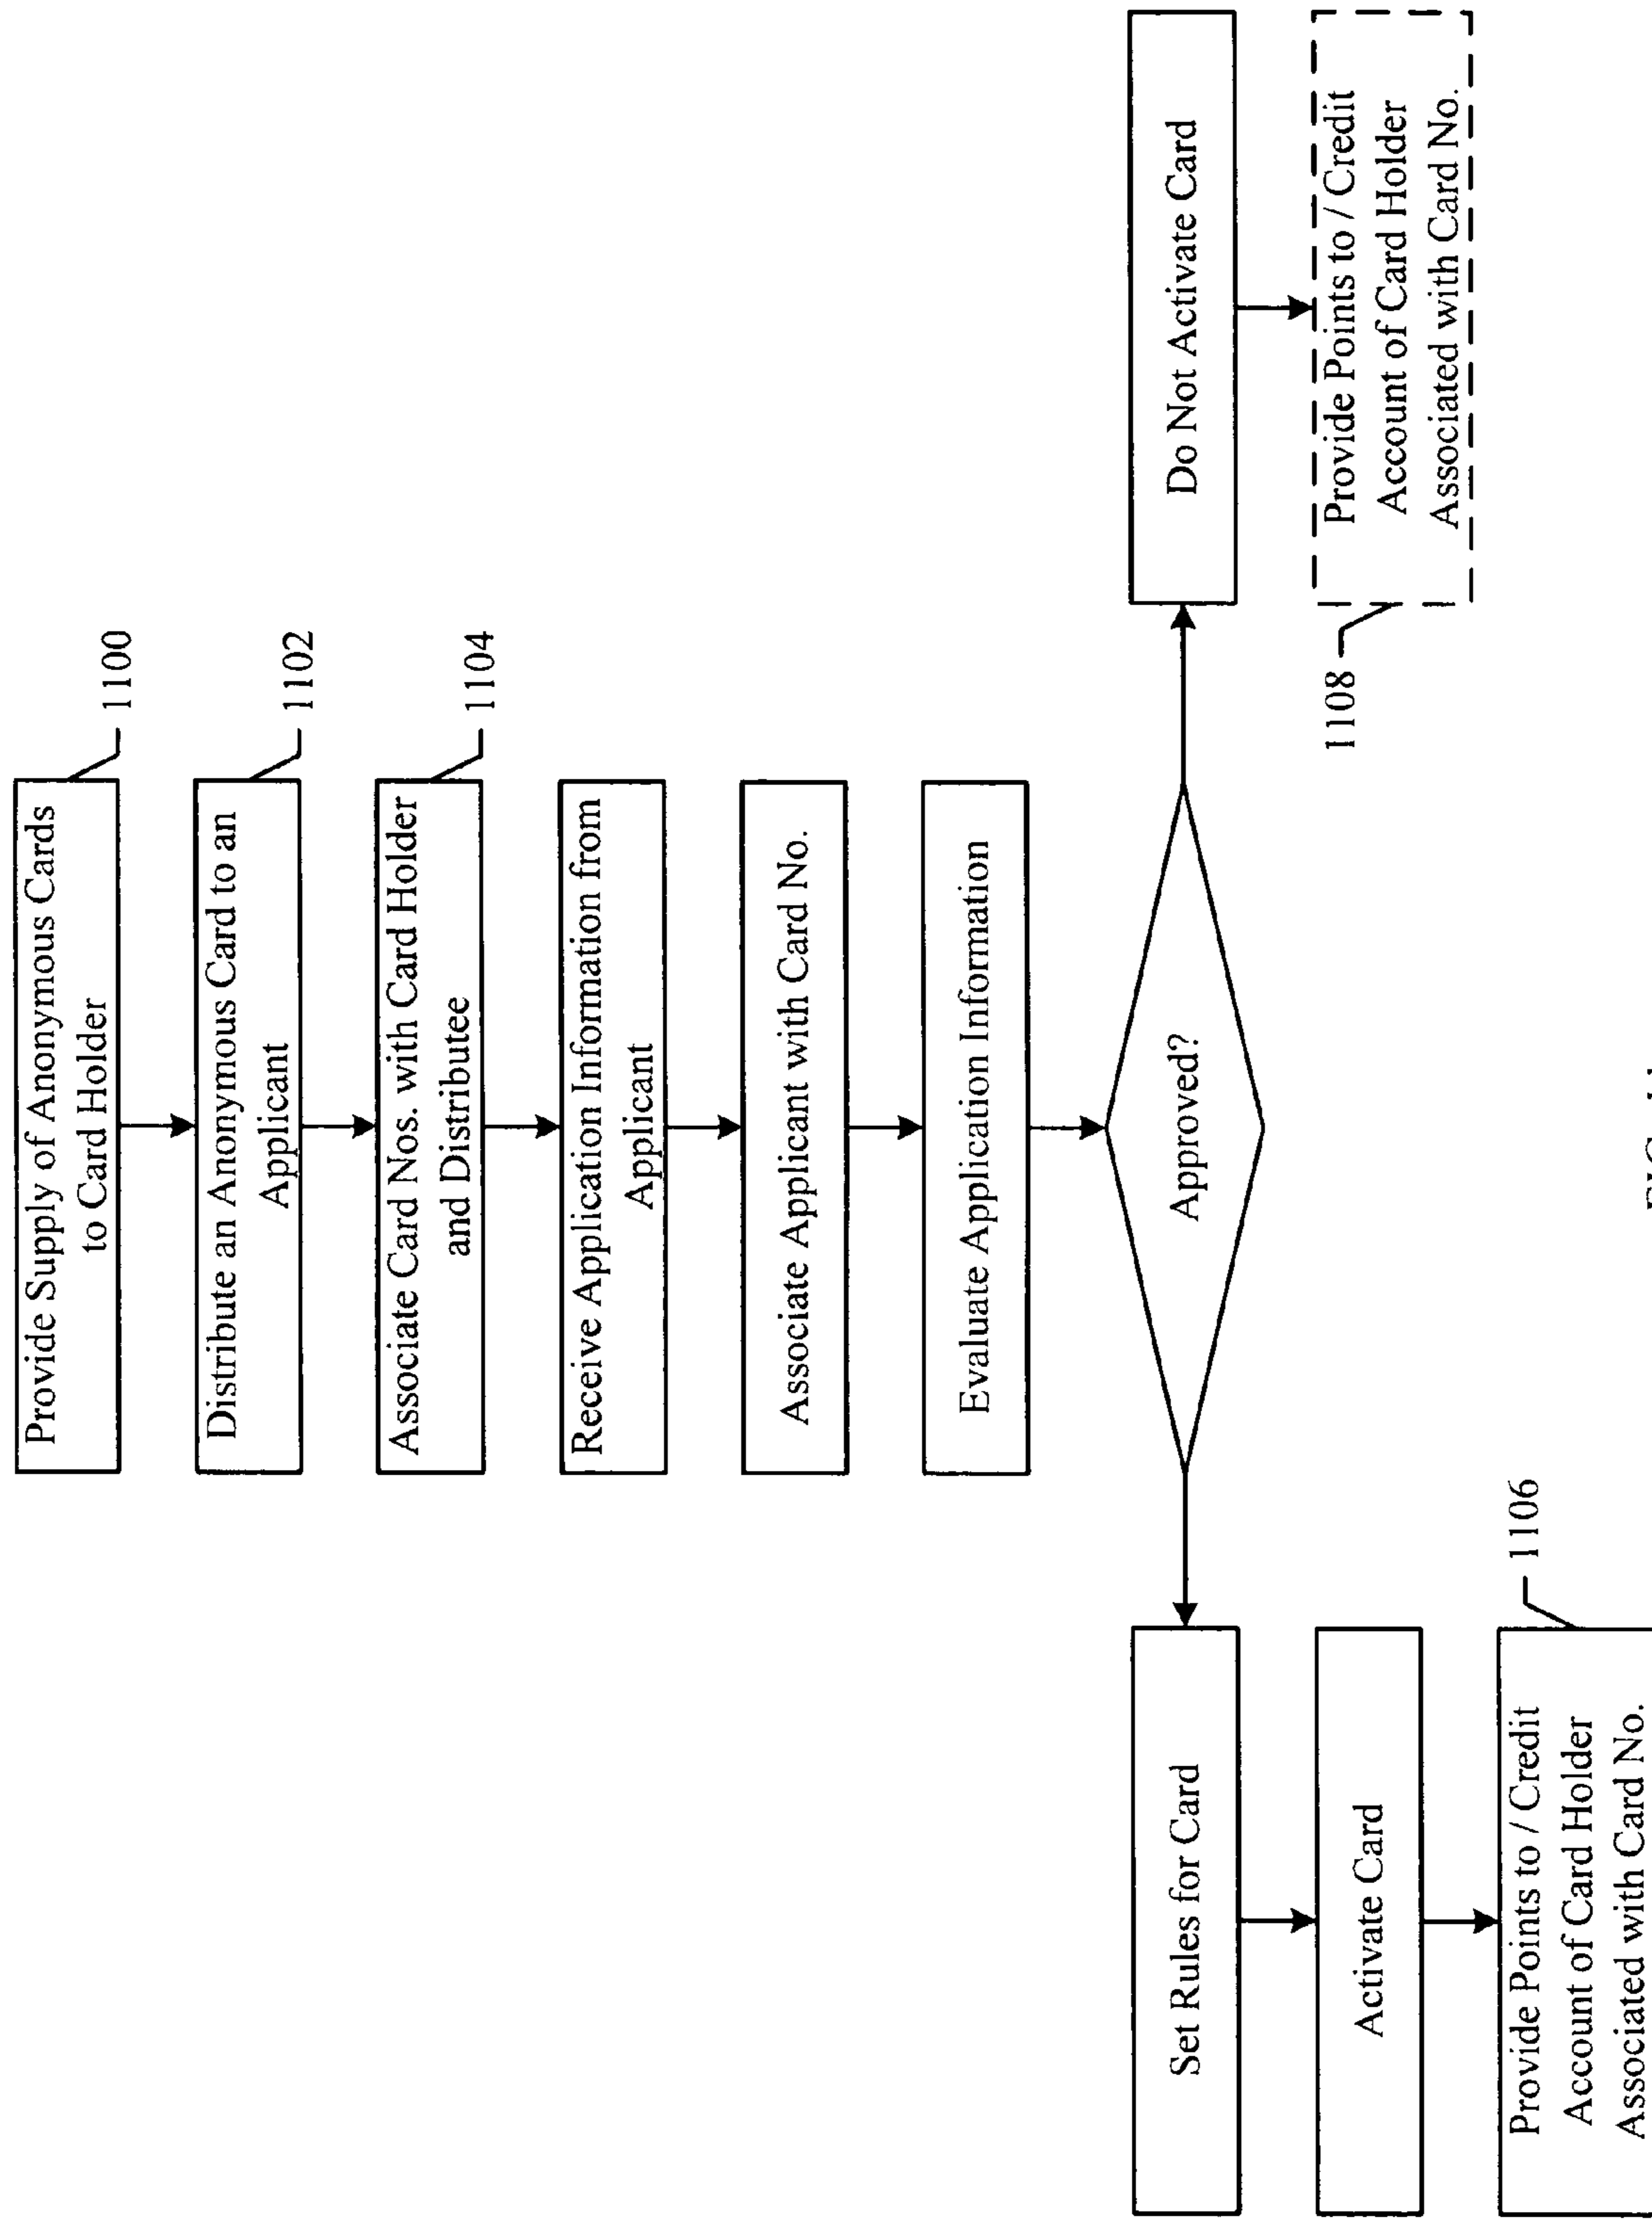 Provide Supply of Anonymous Cards
to Card Holder
1100
Distribute an Anonymous Card to an
Applicant
1102
Associate Card Nos. with Card Holder
and Distributee
1104
Receive Application Information from
Applicant
Associate Applicant with Card No.
Evaluate Application Information
Approved?
Set Rules for Card
Activate Card
Provide Points to / Credit
Account of Card Holder
Associated with Card No.
1106
Do Not Activate Card
1108
Provide Points to / Credit
Account of Card Holder
Associated with Card No.